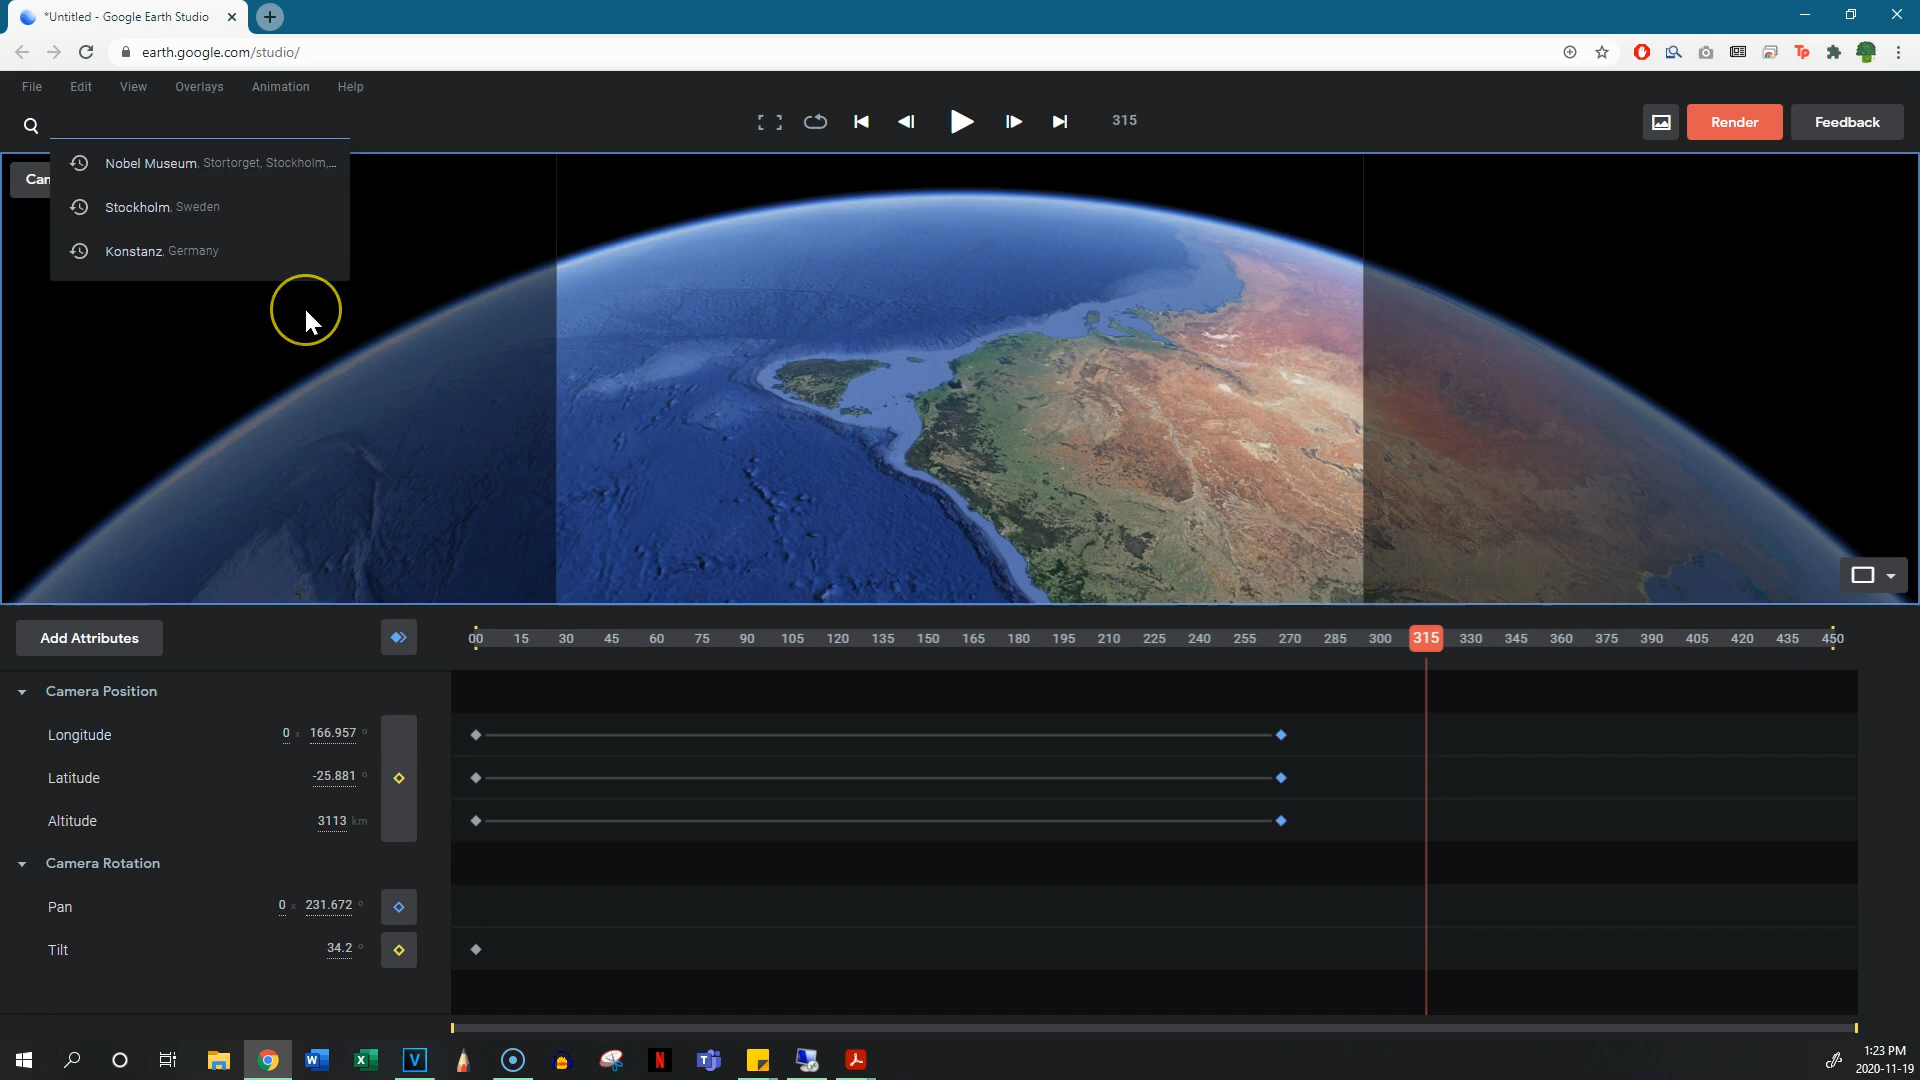 *Untitled - Google Earth Studio
earth.google.com/studio/
File Edit View Overlays Animation Help
315
Render
Feedback
Nobel Museum, Stortorget, Stockholm,...
Stockholm, Sweden
Konstanz, Germany
Add Attributes
00 15 30 45 60 75 90 105 120 135 150 165 180 195 210 225 240 255 270 285 300 315 330 345 360 375 390 405 420 435 450
Camera Position
Longitude 0 x 166.957 °
Latitude -25.881 °
Altitude 3113 km
Camera Rotation
Pan 0 x 231.672 °
Tilt 34.2 °
1:23 PM
2020-11-19